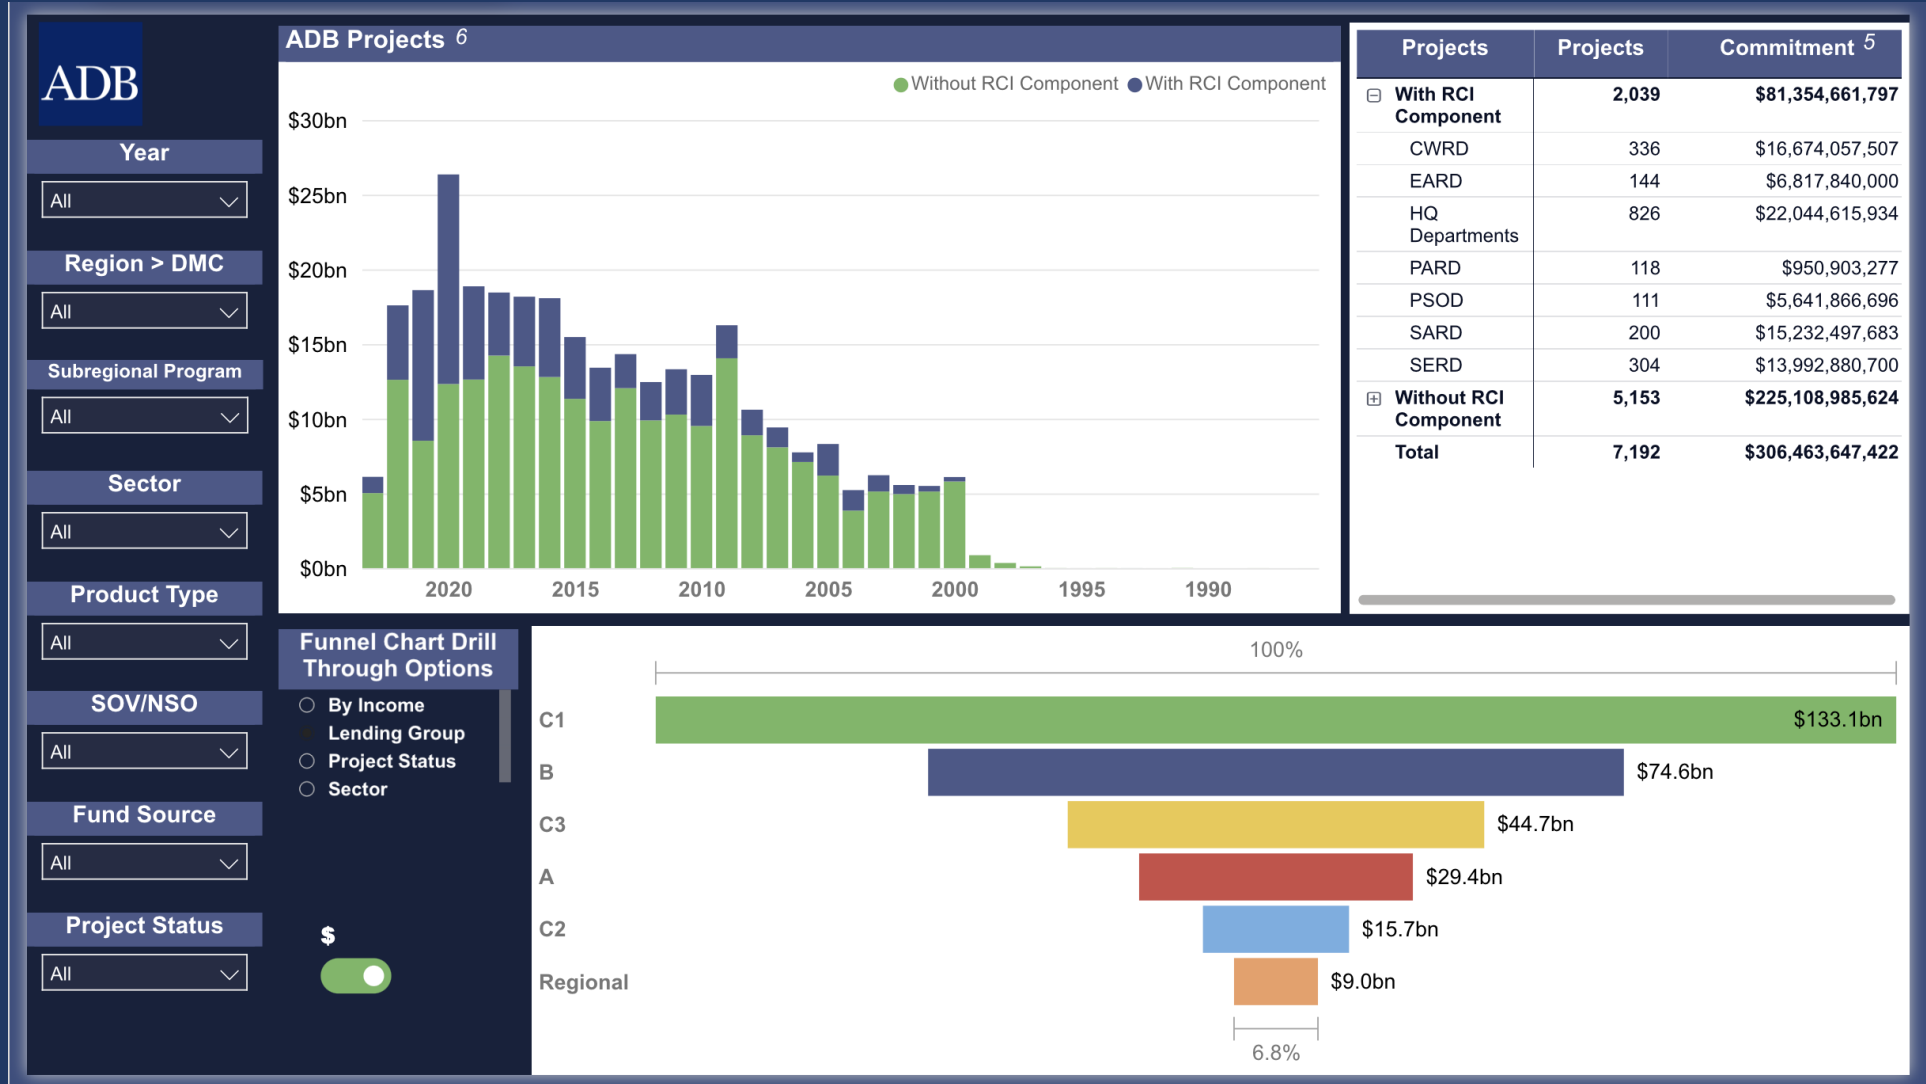 ADB
Year
All
Region > DMC
All
Subregional Program
All
Sector
All
Product Type
All
SOV/NSO
All
Fund Source
All
Project Status
All
ADB Projects 6
Without RCI Component With RCI Component
$30bn
$25bn
$20bn
$15bn
$10bn
$5bn
$0bn
2020 2015 2010 2005 2000 1995 1990
Projects Projects Commitment 5
With RCI
Component 2,039 $81,354,661,797
CWRD 336 $16,674,057,507
EARD 144 $6,817,840,000
HQ
Departments 826 $22,044,615,934
PARD 118 $950,903,277
PSOD 111 $5,641,866,696
SARD 200 $15,232,497,683
SERD 304 $13,992,880,700
Without RCI
Component 5,153 $225,108,985,624
Total 7,192 $306,463,647,422
Funnel Chart Drill
Through Options
By Income
Lending Group
Project Status
Sector
$
100%
C1 $133.1bn
B $74.6bn
C3 $44.7bn
A $29.4bn
C2 $15.7bn
Regional $9.0bn
6.8%